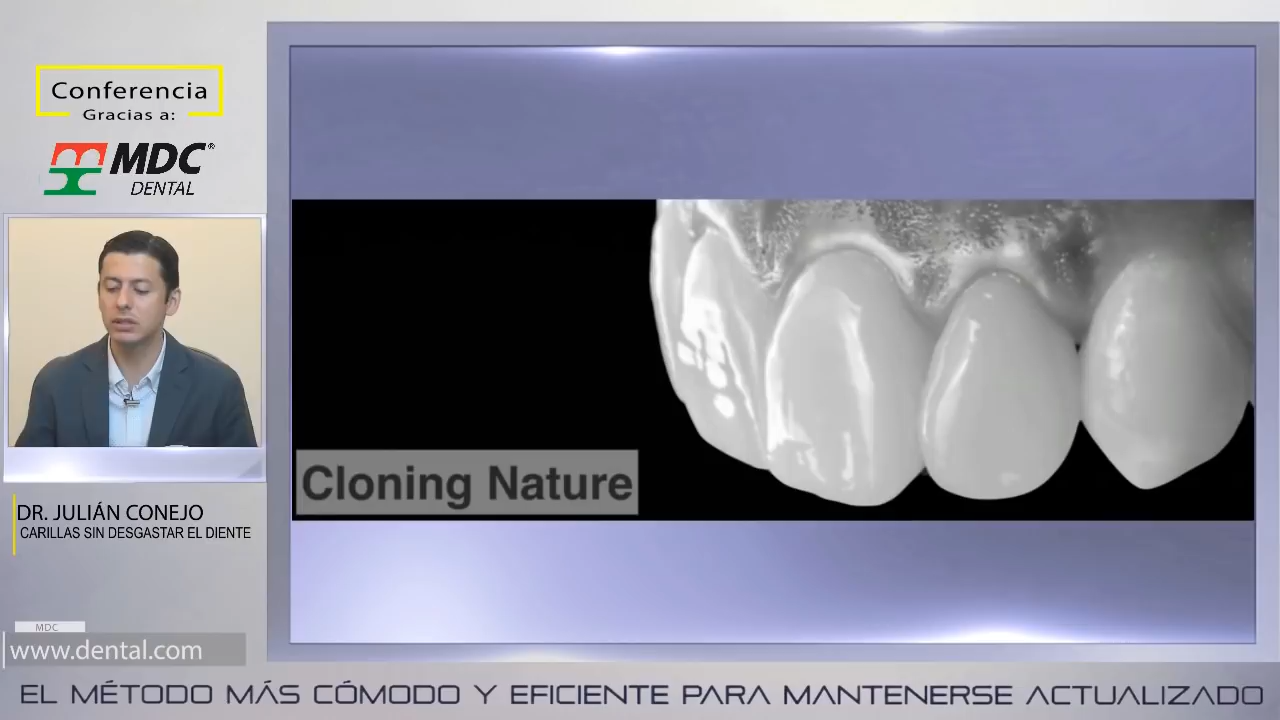 Conferencia
Gracias a:
MDC®
DENTAL
Cloning Nature
DR. JULIÁN CONEJO
CARILLAS SIN DESGASTAR EL DIENTE
MDC
www.dental.com
EL MÉTODO MÁS CÓMODO Y EFICIENTE PARA MANTENERSE ACTUALIZADO